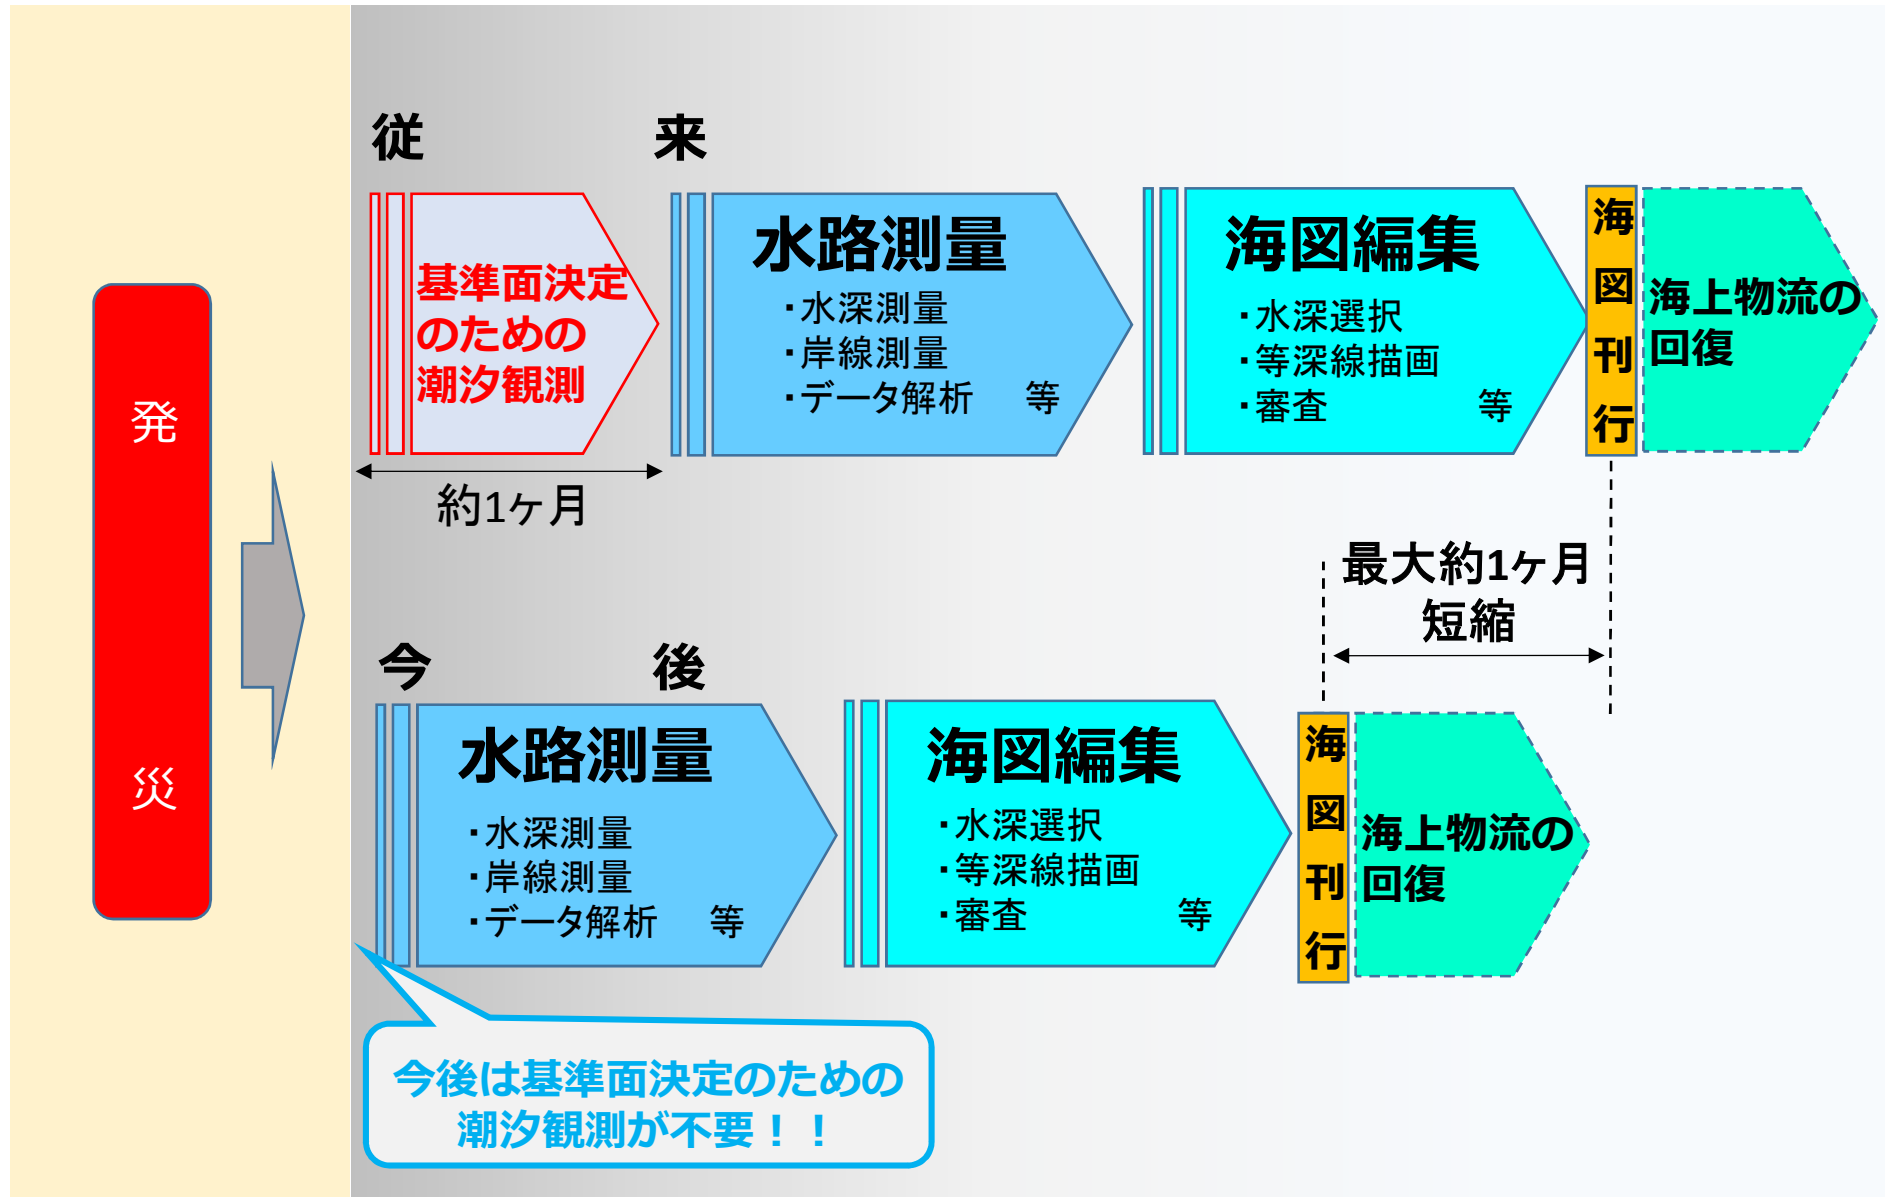 発災
従来
基準面決定
のための
潮汐観測
約1ヶ月
水路測量
・水深測量
・岸線測量
・データ解析 等
海図編集
・水深選択
・等深線描画
・審査 等
海図刊行
海上物流の
回復
最大約1ヶ月
短縮
今後
水路測量
・水深測量
・岸線測量
・データ解析 等
海図編集
・水深選択
・等深線描画
・審査 等
海図刊行
海上物流の
回復
今後は基準面決定のための
潮汐観測が不要！！